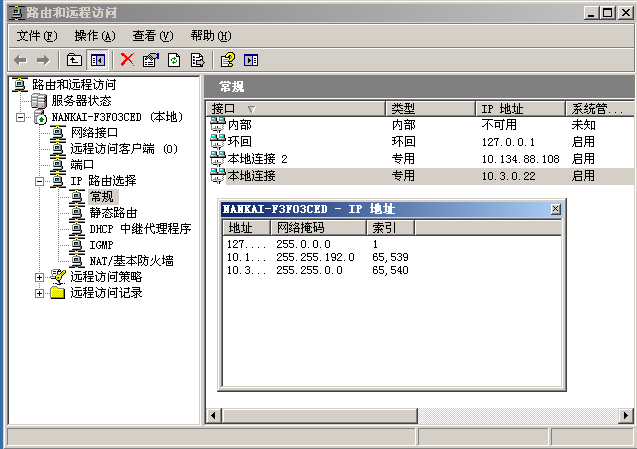 路由和远程访问
文件(F) 操作(A) 查看(V) 帮助(H)
路由和远程访问
服务器状态
NANKAI-F3F03CED (本地)
网络接口
远程访问客户端 (0)
端口
IP 路由选择
常规
静态路由
DHCP 中继代理程序
IGMP
NAT/基本防火墙
远程访问策略
远程访问记录
常规
接口 类型 IP 地址 系统管...
内部 内部 不可用 未知
环回 环回 127.0.0.1 启用
本地连接 2 专用 10.134.88.108 启用
本地连接 专用 10.3.0.22 启用
NANKAI-F3F03CED - IP 地址
地址 网络掩码 索引
127.... 255.0.0.0 1
10.1... 255.255.192.0 65,539
10.3... 255.255.0.0 65,540